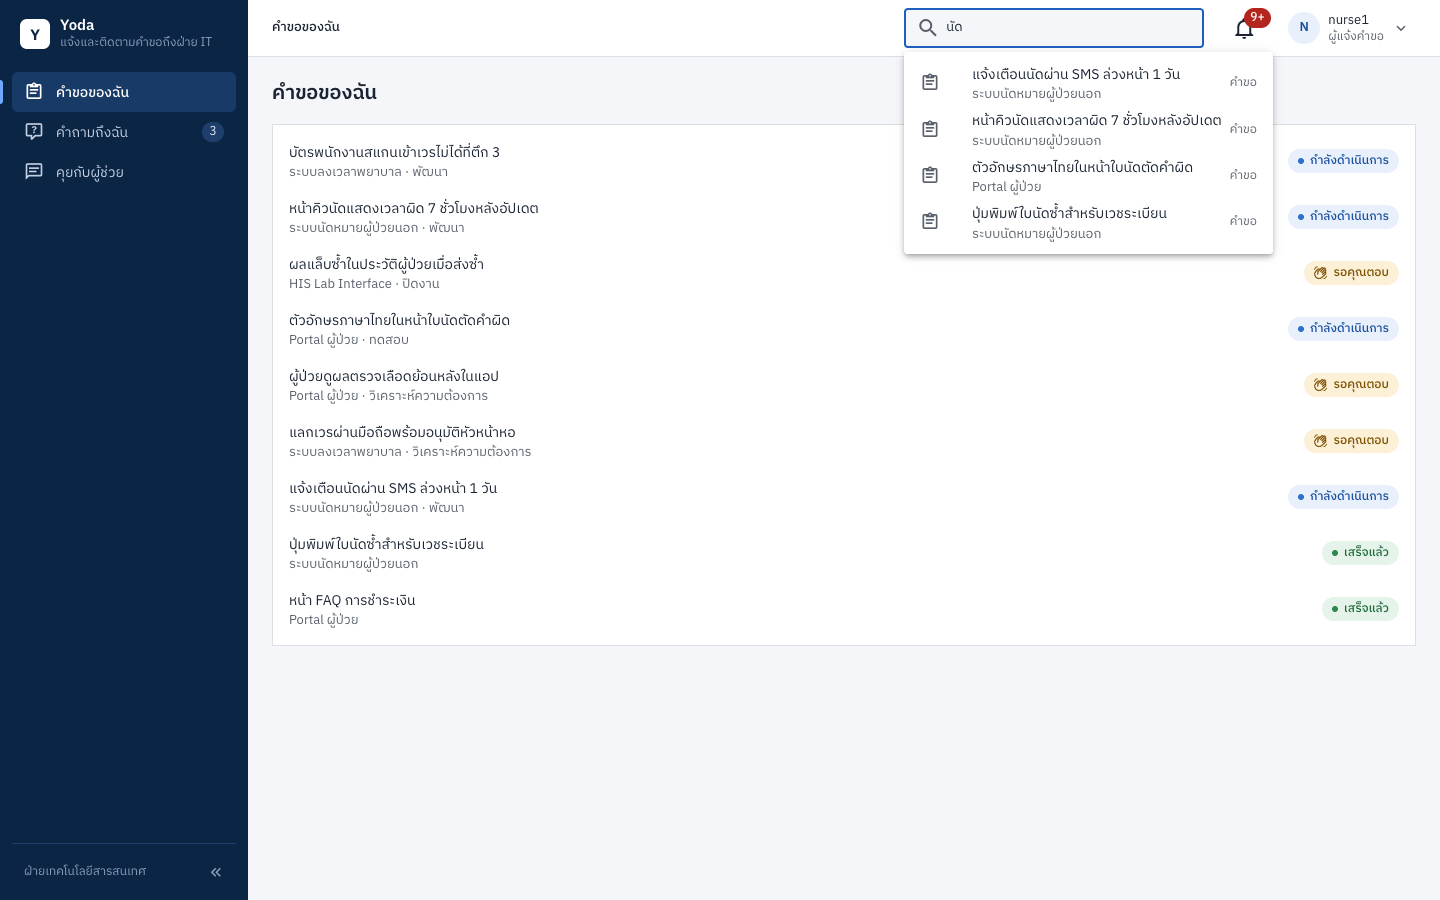 Y
Yoda
แจ้งและติดตามคำขอถึงฝ่าย IT
คำขอของฉัน
คำถามถึงฉัน
3
คุยกับผู้ช่วย
ฝ่ายเทคโนโลยีสารสนเทศ
คำขอของฉัน
นัด
9+
N
nurse1
ผู้แจ้งคำขอ
แจ้งเตือนนัดผ่าน SMS ล่วงหน้า 1 วัน
ระบบนัดหมายผู้ป่วยนอก
คำขอ
หน้าคิวนัดแสดงเวลาผิด 7 ชั่วโมงหลังอัปเดต
ระบบนัดหมายผู้ป่วยนอก
คำขอ
ตัวอักษรภาษาไทยในหน้าใบนัดตัดคำผิด
Portal ผู้ป่วย
คำขอ
ปุ่มพิมพ์ใบนัดซ้ำสำหรับเวชระเบียน
ระบบนัดหมายผู้ป่วยนอก
คำขอ
คำขอของฉัน
บัตรพนักงานสแกนเข้าเวรไม่ได้ที่ตึก 3
ระบบลงเวลาพยาบาล · พัฒนา
กำลังดำเนินการ
หน้าคิวนัดแสดงเวลาผิด 7 ชั่วโมงหลังอัปเดต
ระบบนัดหมายผู้ป่วยนอก · พัฒนา
กำลังดำเนินการ
ผลแล็บซ้ำในประวัติผู้ป่วยเมื่อส่งซ้ำ
HIS Lab Interface · ปิดงาน
รอคุณตอบ
ตัวอักษรภาษาไทยในหน้าใบนัดตัดคำผิด
Portal ผู้ป่วย · ทดสอบ
กำลังดำเนินการ
ผู้ป่วยดูผลตรวจเลือดย้อนหลังในแอป
Portal ผู้ป่วย · วิเคราะห์ความต้องการ
รอคุณตอบ
แลกเวรผ่านมือถือพร้อมอนุมัติหัวหน้าหอ
ระบบลงเวลาพยาบาล · วิเคราะห์ความต้องการ
รอคุณตอบ
แจ้งเตือนนัดผ่าน SMS ล่วงหน้า 1 วัน
ระบบนัดหมายผู้ป่วยนอก · พัฒนา
กำลังดำเนินการ
ปุ่มพิมพ์ใบนัดซ้ำสำหรับเวชระเบียน
ระบบนัดหมายผู้ป่วยนอก
เสร็จแล้ว
หน้า FAQ การชำระเงิน
Portal ผู้ป่วย
เสร็จแล้ว